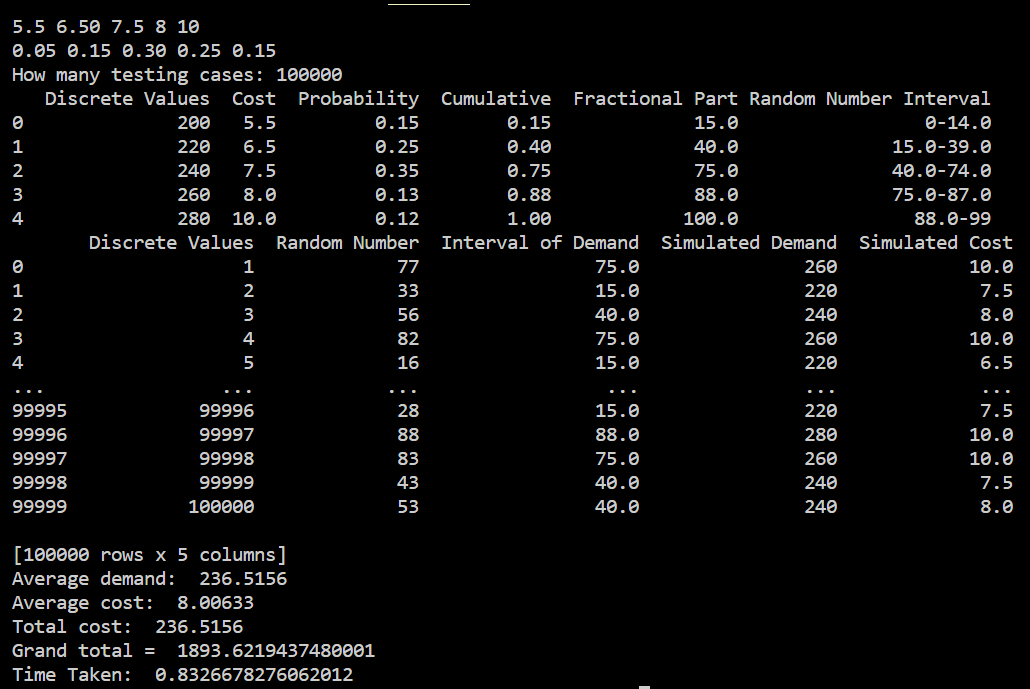 5.5 6.50 7.5 8 10
0.05 0.15 0.30 0.25 0.15
How many testing cases: 100000
Discrete Values Cost Probability Cumulative Fractional Part Random Number Interval
0 200 5.5 0.15 0.15 15.0 0-14.0
1 220 6.5 0.25 0.40 40.0 15.0-39.0
2 240 7.5 0.35 0.75 75.0 40.0-74.0
3 260 8.0 0.13 0.88 88.0 75.0-87.0
4 280 10.0 0.12 1.00 100.0 88.0-99
Discrete Values Random Number Interval of Demand Simulated Demand Simulated Cost
0 1 77 75.0 260 10.0
1 2 33 15.0 220 7.5
2 3 56 40.0 240 8.0
3 4 82 75.0 260 10.0
4 5 16 15.0 220 6.5
... ... ... ... ... ...
99995 99996 28 15.0 220 7.5
99996 99997 88 88.0 280 10.0
99997 99998 83 75.0 260 10.0
99998 99999 43 40.0 240 7.5
99999 100000 53 40.0 240 8.0
[100000 rows x 5 columns]
Average demand: 236.5156
Average cost: 8.00633
Total cost: 236.5156
Grand total = 1893.6219437480001
Time Taken: 0.8326678276062012